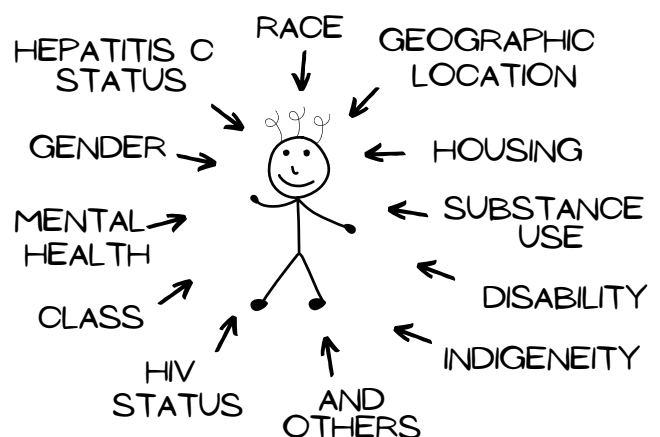 RACE
GEOGRAPHIC
LOCATION
HEPATITIS C
STATUS
GENDER
HOUSING
MENTAL
HEALTH
SUBSTANCE
USE
CLASS
DISABILITY
HIV
STATUS
INDIGENEITY
AND
OTHERS